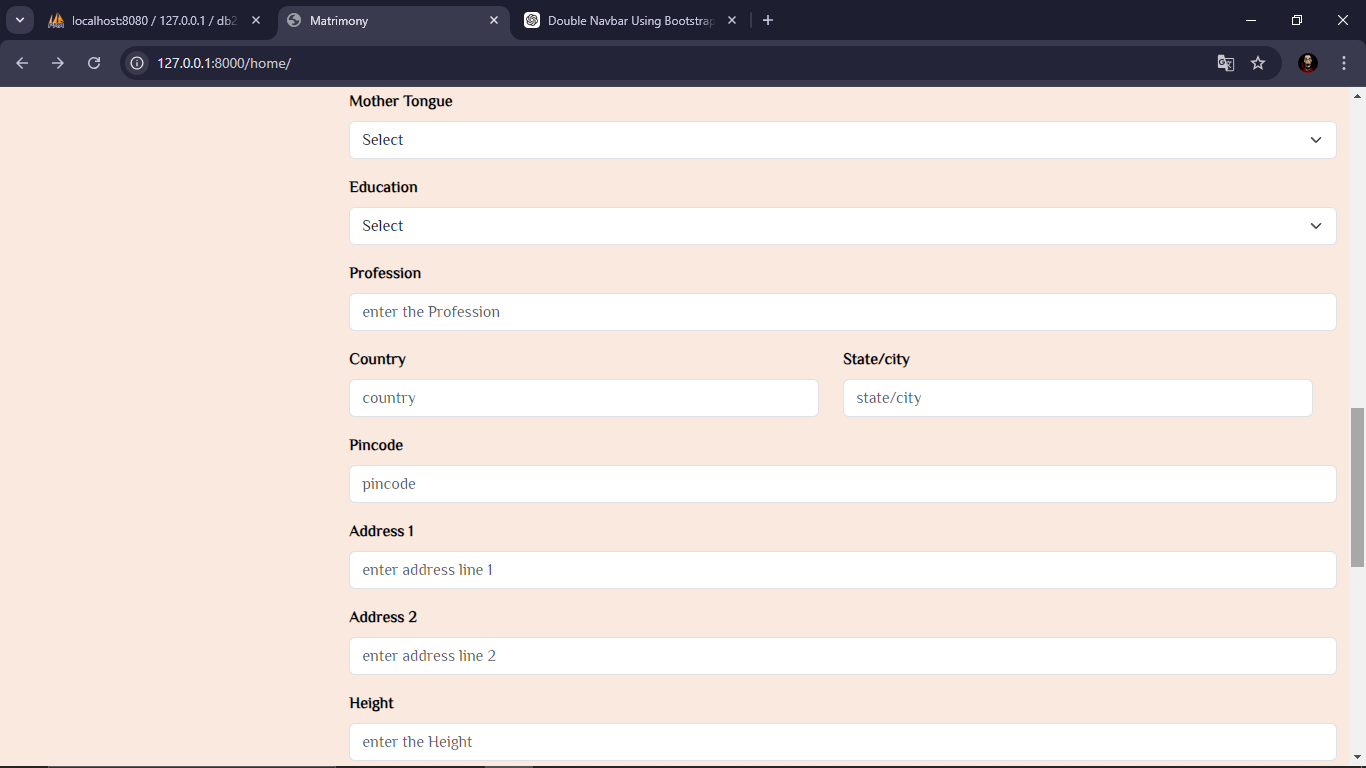 localhost:8080 / 127.0.0.1 / db2
Matrimony
Double Navbar Using Bootstrap
127.0.0.1:8000/home/
Mother Tongue
Select
Education
Select
Profession
enter the Profession
Country State/city
country state/city
Pincode
pincode
Address 1
enter address line 1
Address 2
enter address line 2
Height
enter the Height